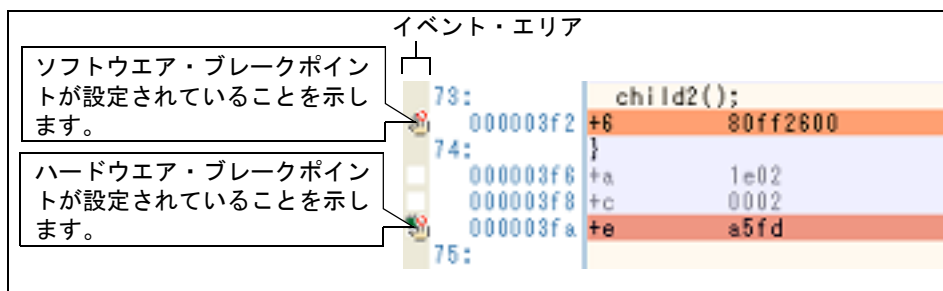 イベント・エリア
ソフトウエア・ブレークポイン
トが設定されていることを示し
ます。
ハードウエア・ブレークポイン
トが設定されていることを示し
ます。
73: child2();
000003f2 +6 80ff2600
74: }
000003f6 +a 1e02
000003f8 +c 0002
000003fa +e a5fd
75: